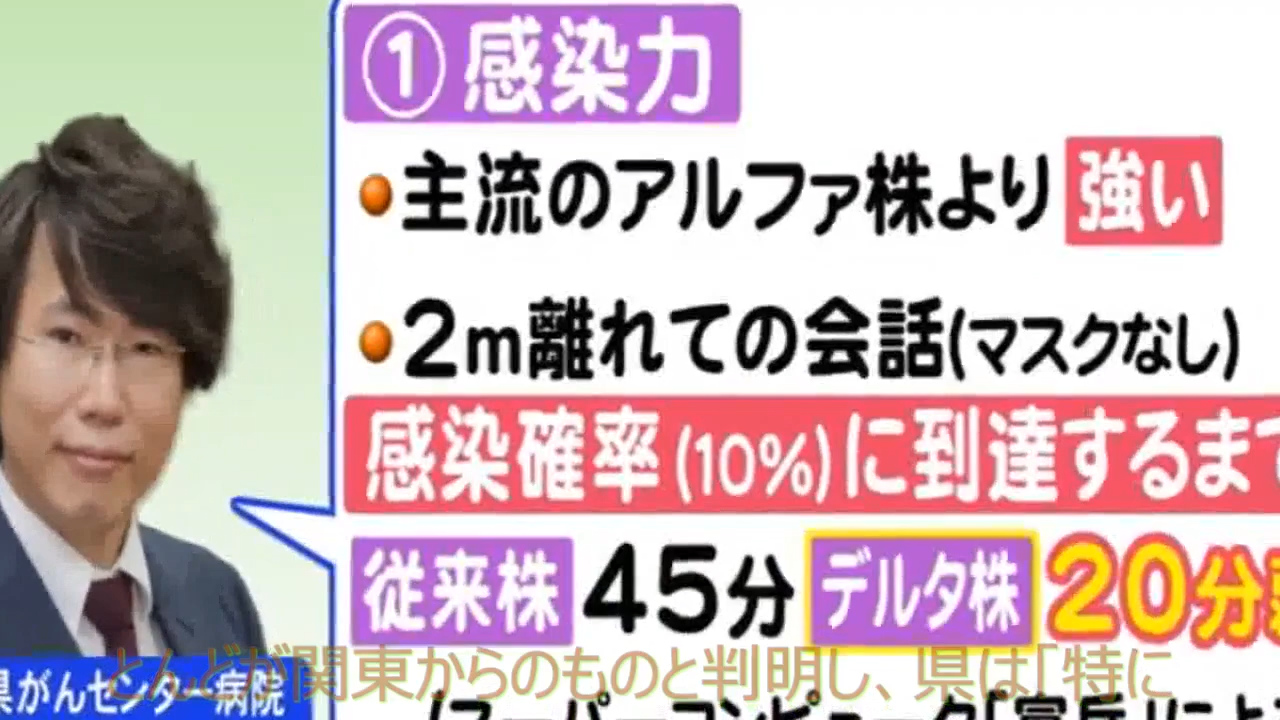 ① 感染力
主流のアルファ株より 強い
2m離れての会話(マスクなし)
感染確率(10%)に到達するまで
従来株 45分 デルタ株 20分
県がんセンター病院
とんどが関東からのものと判明し、県は「特に